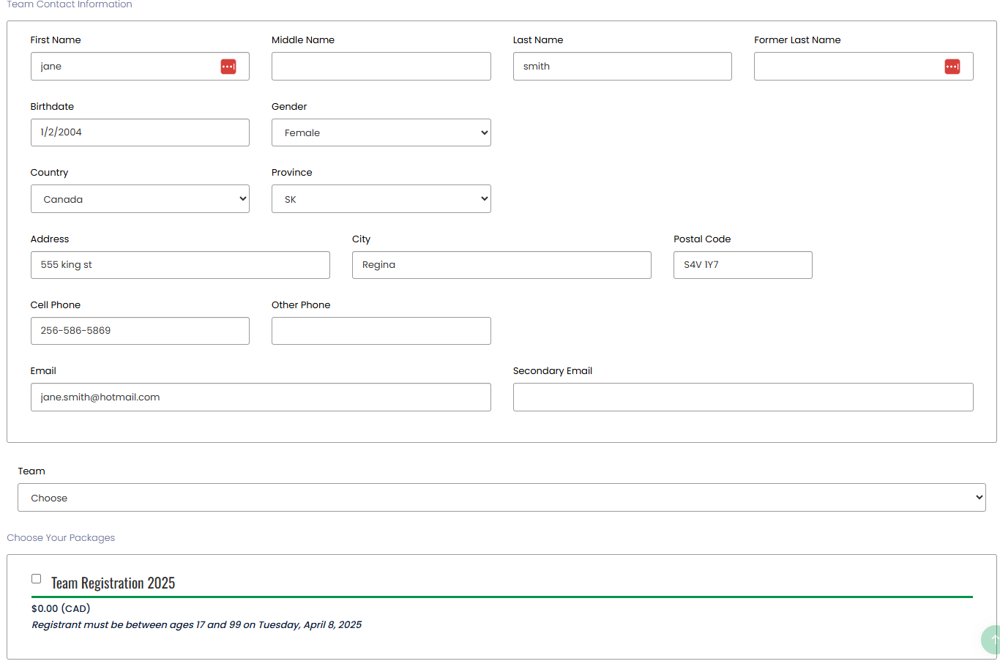 Team Contact Information
First Name Middle Name Last Name Former Last Name
jane smith
Birthdate Gender
1/2/2004 Female
Country Province
Canada SK
Address City Postal Code
555 king st Regina S4V 1Y7
Cell Phone Other Phone
256-586-5869
Email Secondary Email
jane.smith@hotmail.com
Team
Choose
Choose Your Packages
Team Registration 2025
$0.00 (CAD)
Registrant must be between ages 17 and 99 on Tuesday, April 8, 2025